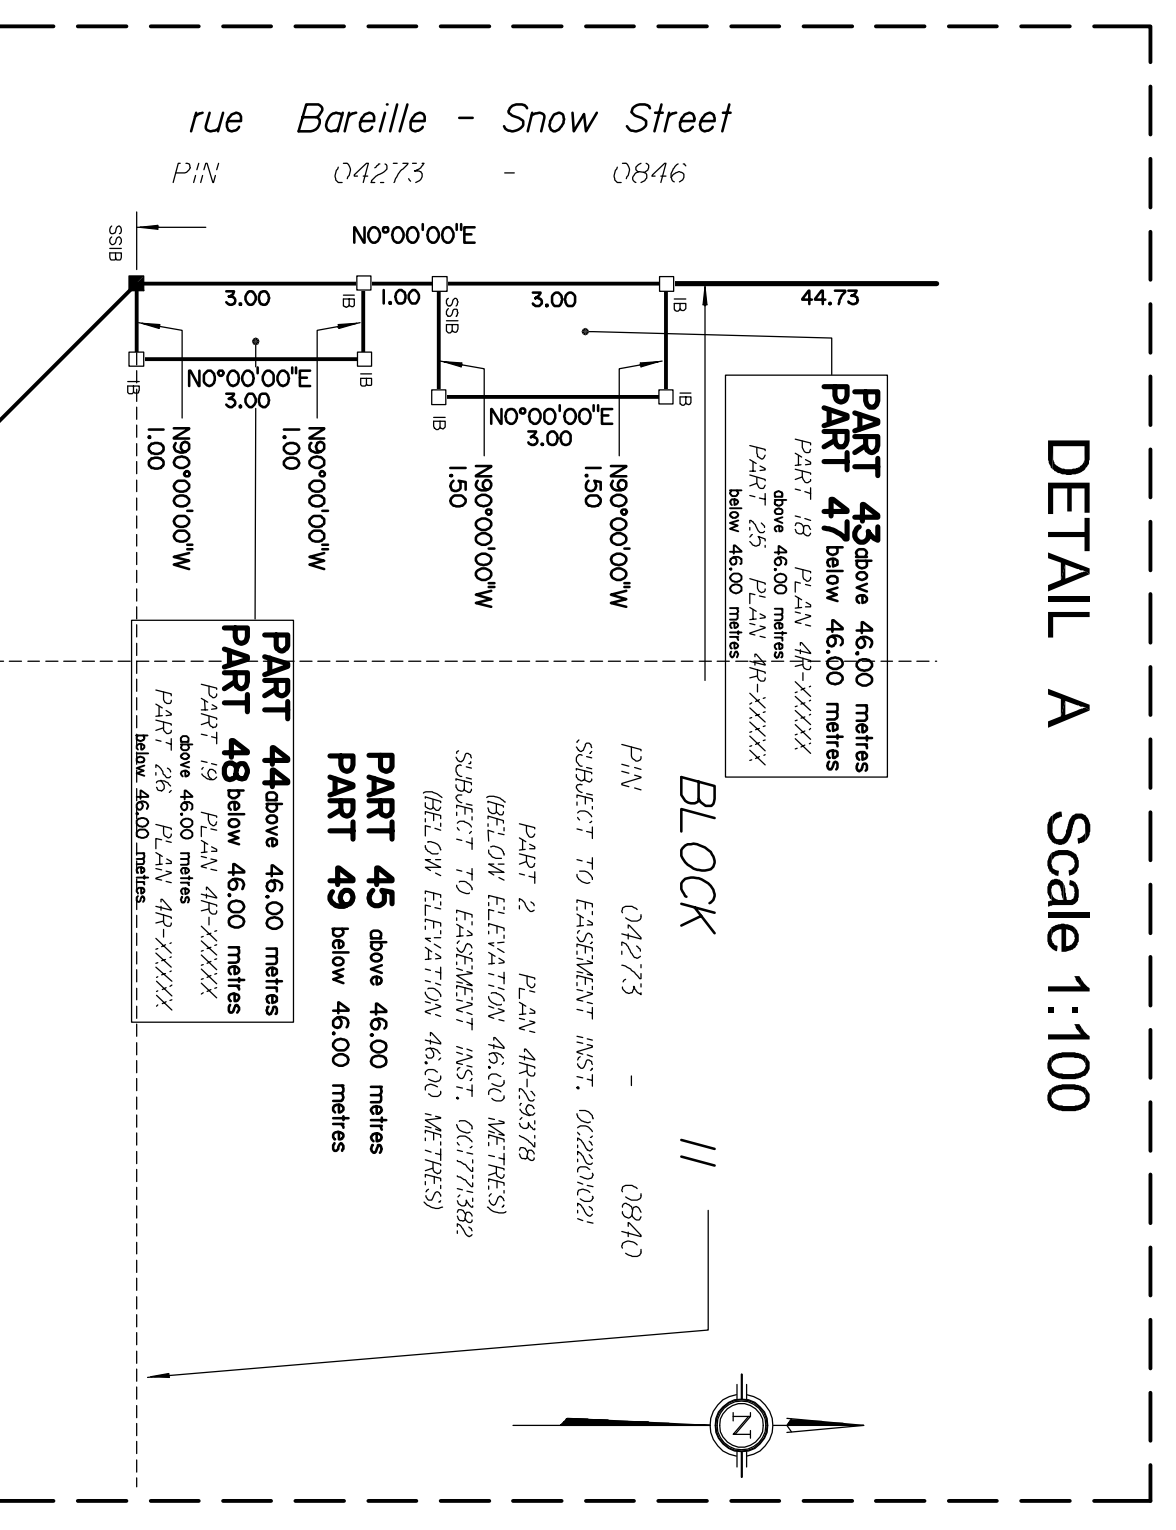 DETAIL A Scale 1:100
rue Bareille - Snow Street
PIN 04273 - 0846
N0°00'00"E
SSIB
3.00
IB
1.00
SSIB
3.00
IB
44.73
IB
N0°00'00"E
3.00
IB
IB
N0°00'00"E
3.00
IB
N90°00'00"W
1.00
N90°00'00"W
1.00
N90°00'00"W
1.50
N90°00'00"W
1.50
PART 43 above 46.00 metres
PART 47 below 46.00 metres
PART 18 PLAN 4R-XXXXX
above 46.00 metres
PART 25 PLAN 4R-XXXXX
below 46.00 metres
BLOCK 11
PIN 04273 - 0840
SUBJECT TO EASEMENT INST. OC2201021
PART 2 PLAN 4R-29378
(BELOW ELEVATION 46.00 METRES)
SUBJECT TO EASEMENT INST. OC1771382
(BELOW ELEVATION 46.00 METRES)
PART 45 above 46.00 metres
PART 49 below 46.00 metres
PART 44 above 46.00 metres
PART 48 below 46.00 metres
PART 19 PLAN 4R-XXXXX
above 46.00 metres
PART 26 PLAN 4R-XXXXX
below 46.00 metres
N